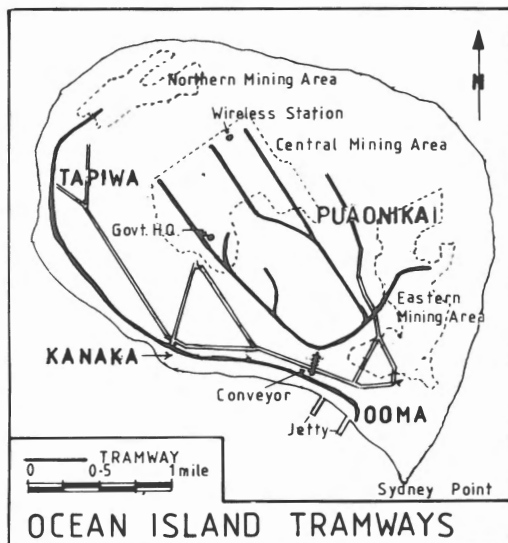 Northern Mining Area
N
Wireless Station
Central Mining Area
TAPIWA
PUAONIKAI
Govt. H.Q.
Eastern
Mining Area
KANAKA
Conveyor
OOMA
Jetty
TRAMWAY
0 0·5 1 mile
Sydney Point
OCEAN ISLAND TRAMWAYS